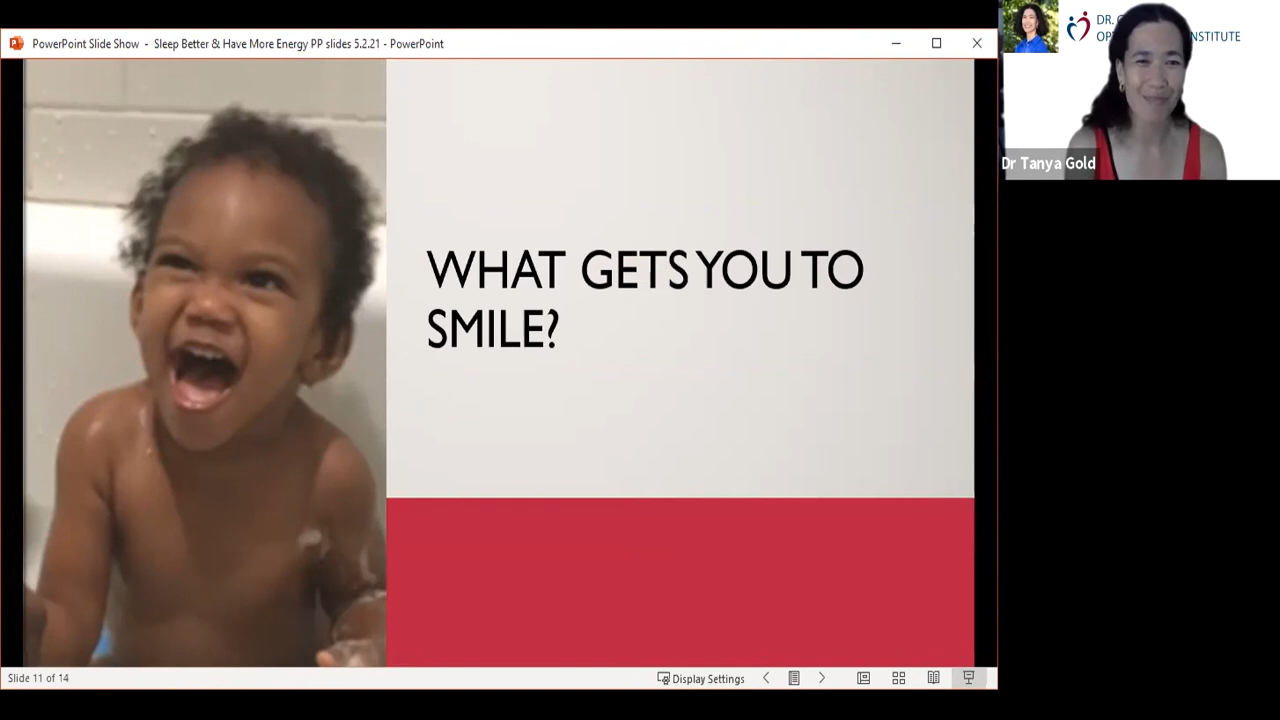 PowerPoint Slide Show - Sleep Better & Have More Energy PP slides 5.2.21 - PowerPoint
DR.
INSTITUTE
Dr Tanya Gold
WHAT GETS YOU TO
SMILE?
Slide 11 of 14
Display Settings